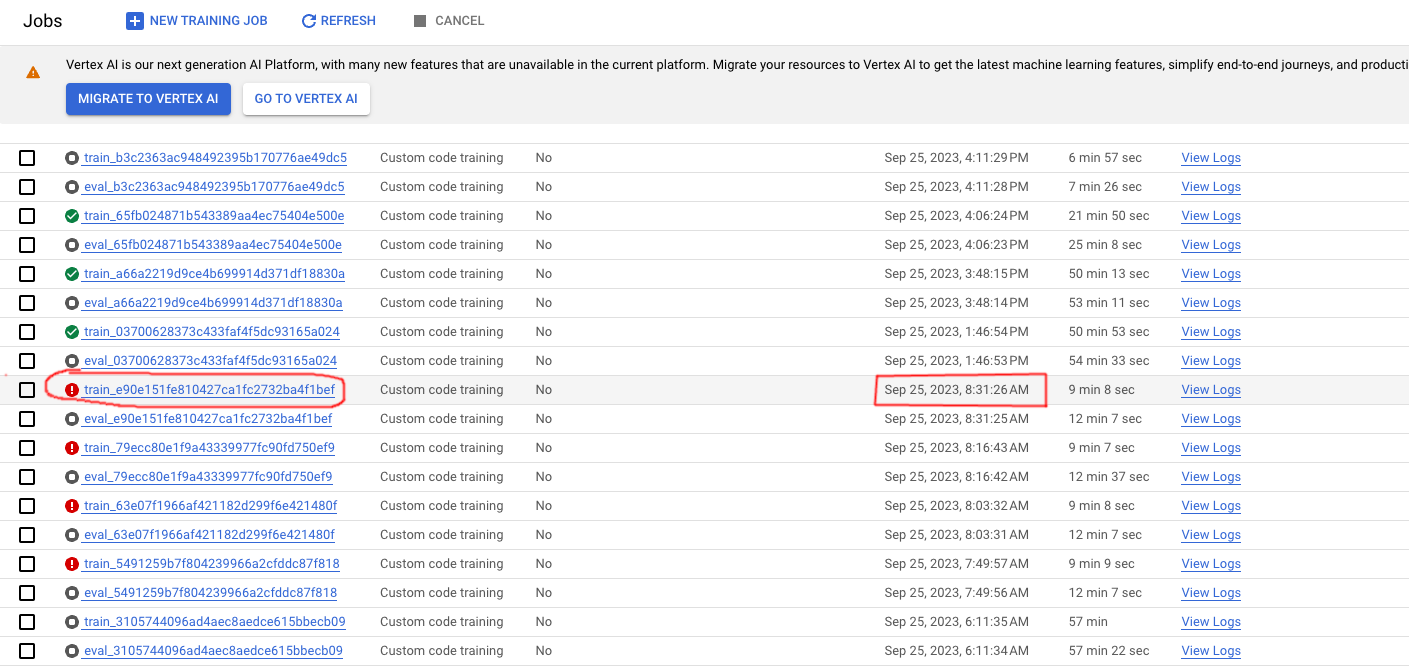 Jobs NEW TRAINING JOB REFRESH CANCEL
Vertex AI is our next generation AI Platform, with many new features that are unavailable in the current platform. Migrate your resources to Vertex AI to get the latest machine learning features, simplify end-to-end journeys, and producti
MIGRATE TO VERTEX AI GO TO VERTEX AI
train_b3c2363ac948492395b170776ae49dc5 Custom code training No Sep 25, 2023, 4:11:29 PM 6 min 57 sec View Logs
eval_b3c2363ac948492395b170776ae49dc5 Custom code training No Sep 25, 2023, 4:11:28 PM 7 min 26 sec View Logs
train_65fb024871b543389aa4ec75404e500e Custom code training No Sep 25, 2023, 4:06:24 PM 21 min 50 sec View Logs
eval_65fb024871b543389aa4ec75404e500e Custom code training No Sep 25, 2023, 4:06:23 PM 25 min 8 sec View Logs
train_a66a2219d9ce4b699914d371df18830a Custom code training No Sep 25, 2023, 3:48:15 PM 50 min 13 sec View Logs
eval_a66a2219d9ce4b699914d371df18830a Custom code training No Sep 25, 2023, 3:48:14 PM 53 min 11 sec View Logs
train_03700628373c433faf4f5dc93165a024 Custom code training No Sep 25, 2023, 1:46:54 PM 50 min 53 sec View Logs
eval_03700628373c433faf4f5dc93165a024 Custom code training No Sep 25, 2023, 1:46:53 PM 54 min 33 sec View Logs
train_e90e151fe810427ca1fc2732ba4f1bef Custom code training No Sep 25, 2023, 8:31:26 AM 9 min 8 sec View Logs
eval_e90e151fe810427ca1fc2732ba4f1bef Custom code training No Sep 25, 2023, 8:31:25 AM 12 min 7 sec View Logs
train_79ecc80e1f9a43339977fc90fd750ef9 Custom code training No Sep 25, 2023, 8:16:43 AM 9 min 7 sec View Logs
eval_79ecc80e1f9a43339977fc90fd750ef9 Custom code training No Sep 25, 2023, 8:16:42 AM 12 min 37 sec View Logs
train_63e07f1966af421182d299f6e421480f Custom code training No Sep 25, 2023, 8:03:32 AM 9 min 8 sec View Logs
eval_63e07f1966af421182d299f6e421480f Custom code training No Sep 25, 2023, 8:03:31 AM 12 min 7 sec View Logs
train_5491259b7f804239966a2cfddc87f818 Custom code training No Sep 25, 2023, 7:49:57 AM 9 min 9 sec View Logs
eval_5491259b7f804239966a2cfddc87f818 Custom code training No Sep 25, 2023, 7:49:56 AM 12 min 7 sec View Logs
train_3105744096ad4aec8aedce615bbecb09 Custom code training No Sep 25, 2023, 6:11:35 AM 57 min View Logs
eval_3105744096ad4aec8aedce615bbecb09 Custom code training No Sep 25, 2023, 6:11:34 AM 57 min 22 sec View Logs